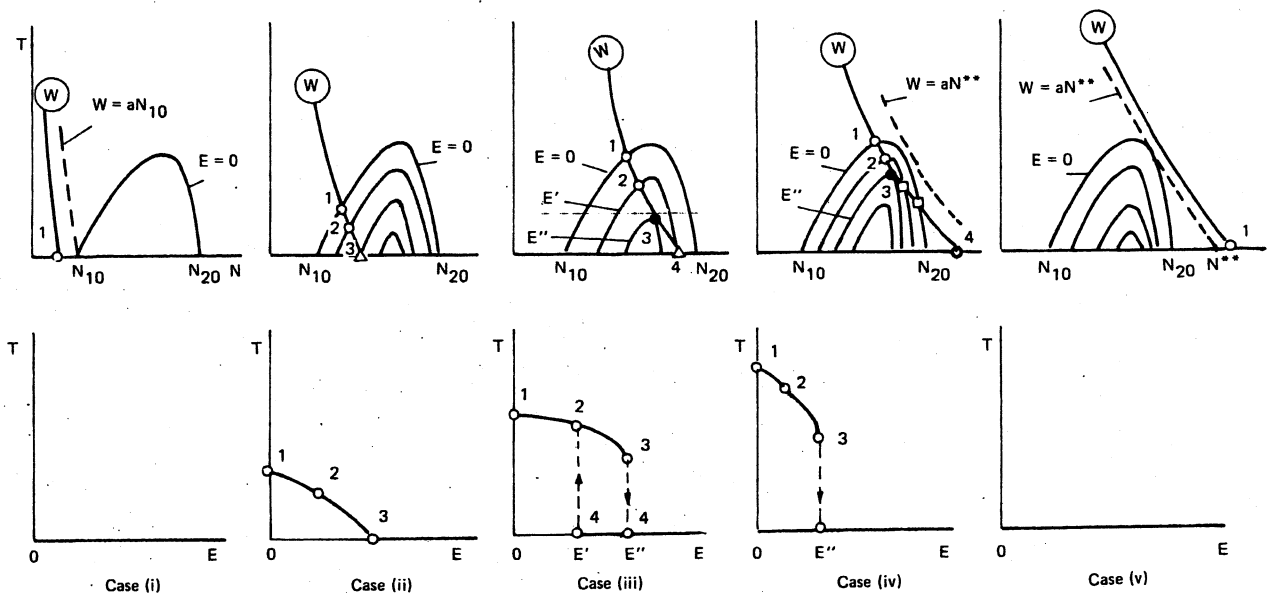 T
W
W = aN10
E = 0
1
N10
N20 N
W
E = 0
1
2
3
N10
N20
W
1
E = 0
2
E'
E''
3
N10
4
N20
W
W = aN**
1
E = 0
2
E''
3
4
N10
N20
W
W = aN**
E = 0
1
N10
N20
N**
T
0
E
Case (i)
T
1
2
3
0
E
Case (ii)
T
1
2
3
4
4
0
E'
E''
E
Case (iii)
T
1
2
3
0
E''
E
Case (iv)
T
0
E
Case (v)